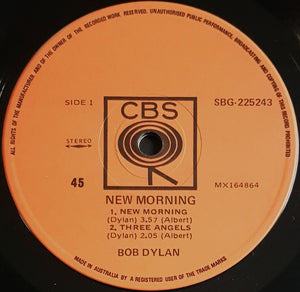 ALL RIGHTS OF THE MANUFACTURER AND OF THE OWNER OF THE RECORDED WORK RESERVED. UNAUTHORISED PUBLIC PERFORMANCE, BROADCASTING AND COPYING OF THIS RECORD PROHIBITED
SIDE 1
CBS
SBG-225243
STEREO
45
MX164864
NEW MORNING
1. NEW MORNING
(Dylan) 3.57 (Albert)
2. THREE ANGELS
(Dylan) 2.05 (Albert)
BOB DYLAN
MADE IN AUSTRALIA BY A REGISTERED USER OF THE TRADE MARKS